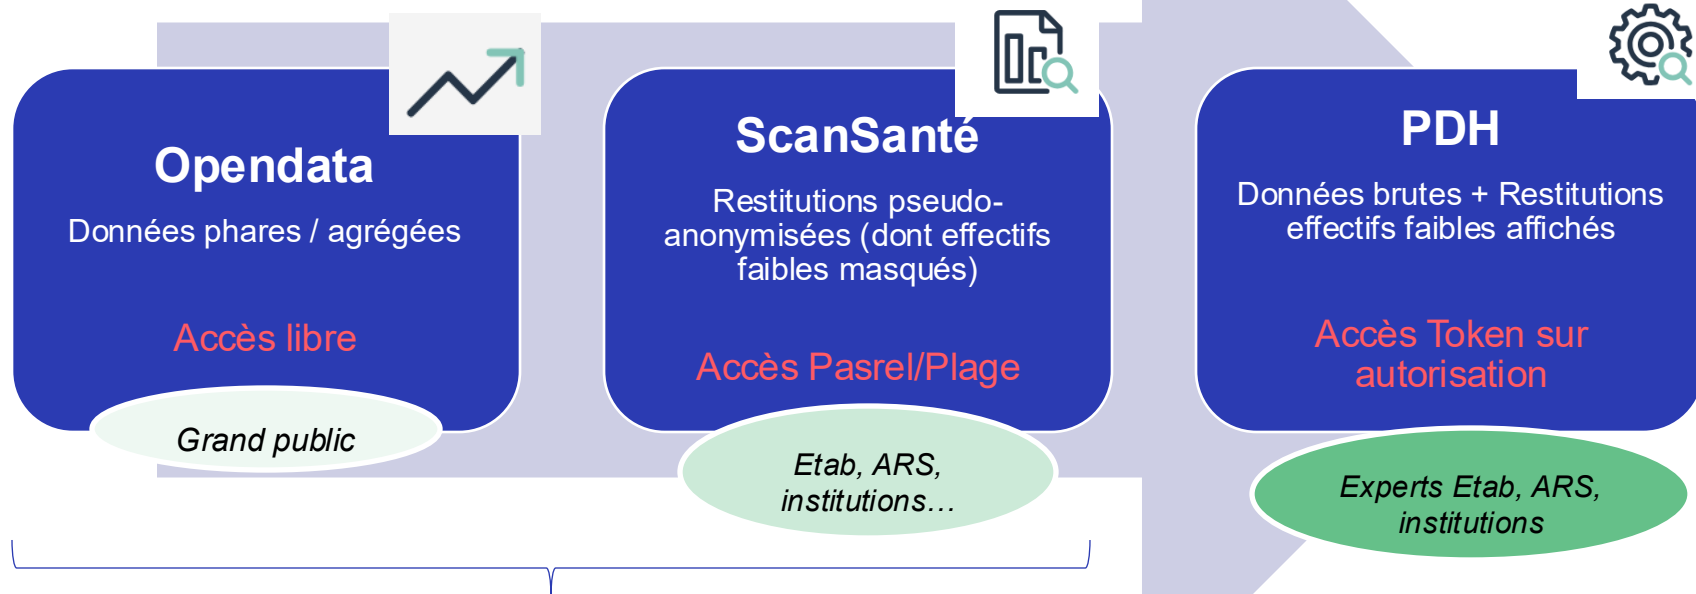 Opendata
Données phares / agrégées
Accès libre
Grand public
ScanSanté
Restitutions pseudo-
anonymisées (dont effectifs
faibles masqués)
Accès Pasrel/Plage
Etab, ARS,
institutions…
PDH
Données brutes + Restitutions
effectifs faibles affichés
Accès Token sur
autorisation
Experts Etab, ARS,
institutions